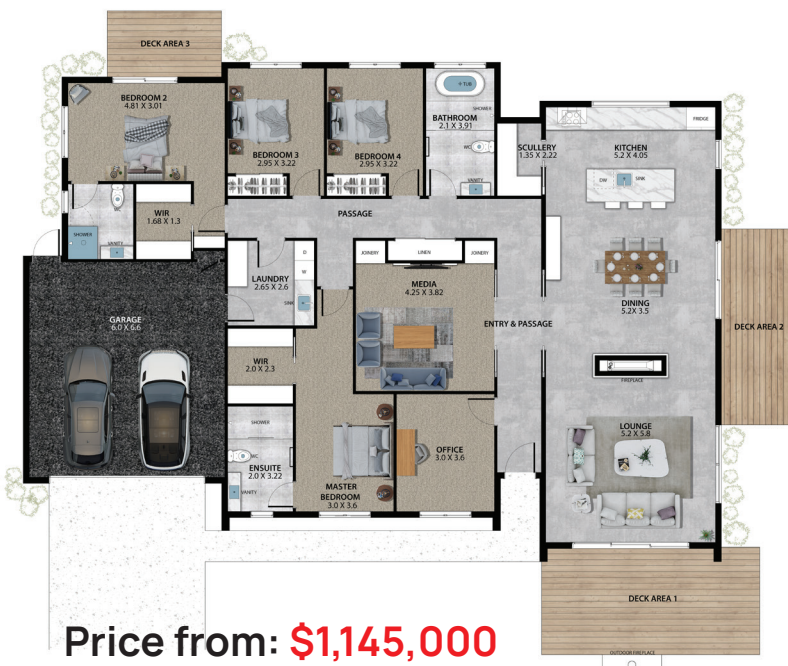 DECK AREA 3
BEDROOM 2
4.81 X 3.01
BEDROOM 3
2.95 X 3.22
BEDROOM 4
2.95 X 3.22
TUB
SHOWER
BATHROOM
2.1 X 3.91
WC
VANITY
SCULLERY
1.35 X 2.22
KITCHEN
5.2 X 4.05
FRIDGE
DW
SINK
WC
WIR
1.68 X 1.3
SHOWER
VANITY
PASSAGE
LAUNDRY
2.65 X 2.6
D
W
SINK
JOINERY
LINEN
JOINERY
MEDIA
4.25 X 3.82
ENTRY & PASSAGE
DINING
5.2X 3.5
DECK AREA 2
GARAGE
6.0 X 6.6
WIR
2.0 X 2.3
FIREPLACE
SHOWER
WC
ENSUITE
2.0 X 3.22
VANITY
MASTER
BEDROOM
3.0 X 3.6
OFFICE
3.0 X 3.6
LOUNGE
5.2 X 5.8
DECK AREA 1
OUTDOOR FIREPLACE
Price from: $1,145,000